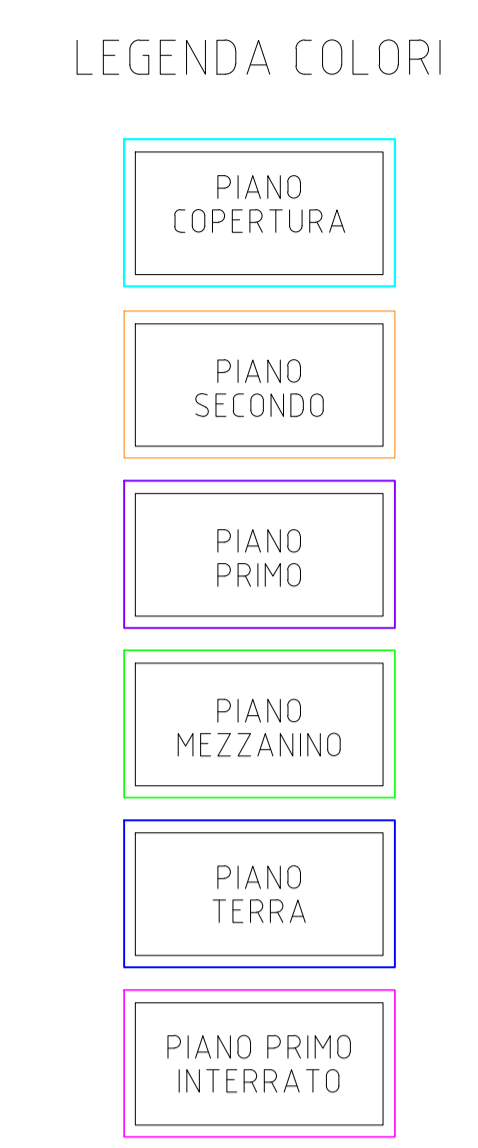 LEGENDA COLORI
PIANO
COPERTURA
PIANO
SECONDO
PIANO
PRIMO
PIANO
MEZZANINO
PIANO
TERRA
PIANO PRIMO
INTERRATO